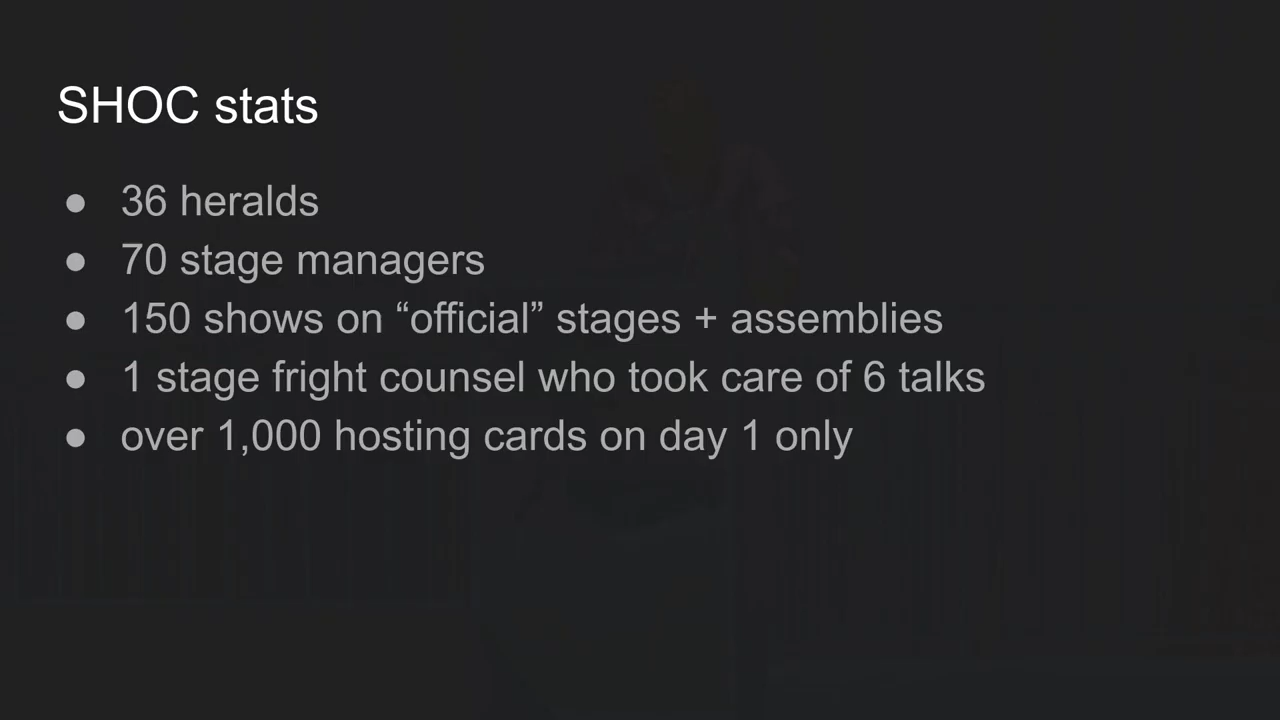 SHOC stats
● 36 heralds
● 70 stage managers
● 150 shows on “official” stages + assemblies
● 1 stage fright counsel who took care of 6 talks
● over 1,000 hosting cards on day 1 only